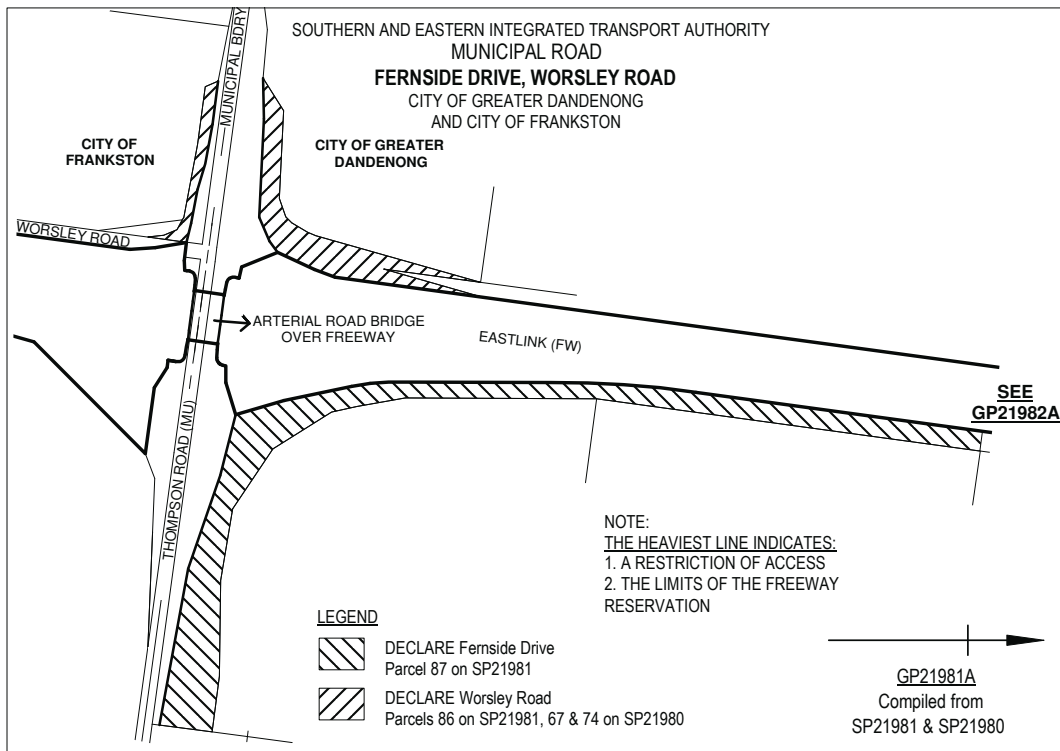 SOUTHERN AND EASTERN INTEGRATED TRANSPORT AUTHORITY
MUNICIPAL ROAD
FERNSIDE DRIVE, WORSLEY ROAD
CITY OF GREATER DANDENONG
AND CITY OF FRANKSTON
MUNICIPAL BDRY
CITY OF
FRANKSTON
CITY OF GREATER
DANDENONG
WORSLEY ROAD
ARTERIAL ROAD BRIDGE
OVER FREEWAY
EASTLINK (FW)
SEE
GP21982A
THOMPSON ROAD (MU)
NOTE:
THE HEAVIEST LINE INDICATES:
1. A RESTRICTION OF ACCESS
2. THE LIMITS OF THE FREEWAY
RESERVATION
LEGEND
DECLARE Fernside Drive
Parcel 87 on SP21981
DECLARE Worsley Road
Parcels 86 on SP21981, 67 & 74 on SP21980
GP21981A
Compiled from
SP21981 & SP21980